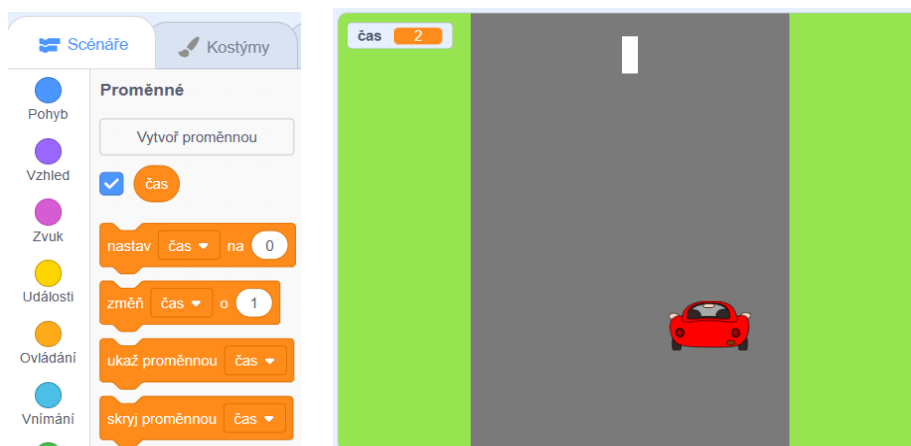 Scénáře
Kostýmy
Pohyb
Vzhled
Zvuk
Události
Ovládání
Vnímání
Proměnné
Vytvoř proměnnou
čas
nastav čas na 0
změň čas o 1
ukaž proměnnou čas
skryj proměnnou čas
čas 2